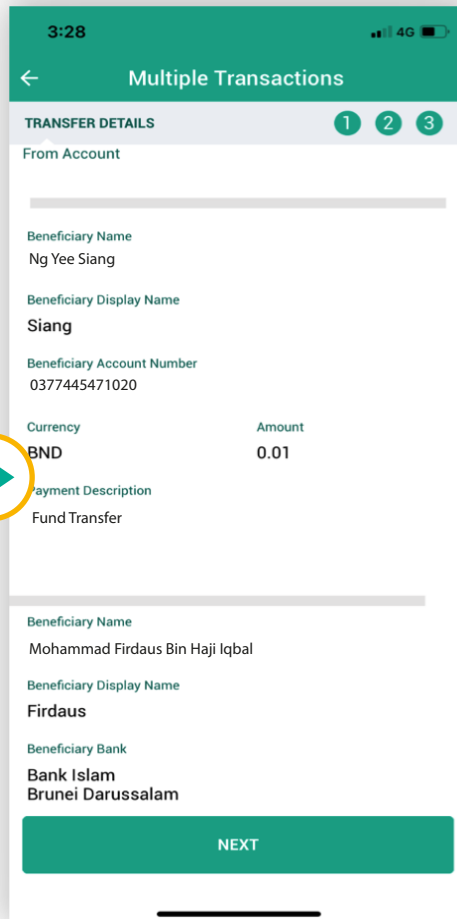 3:28 4G
Multiple Transactions
TRANSFER DETAILS 1 2 3
From Account
Beneficiary Name
Ng Yee Siang
Beneficiary Display Name
Siang
Beneficiary Account Number
0377445471020
Currency Amount
BND 0.01
Payment Description
Fund Transfer
Beneficiary Name
Mohammad Firdaus Bin Haji Iqbal
Beneficiary Display Name
Firdaus
Beneficiary Bank
Bank Islam
Brunei Darussalam
NEXT